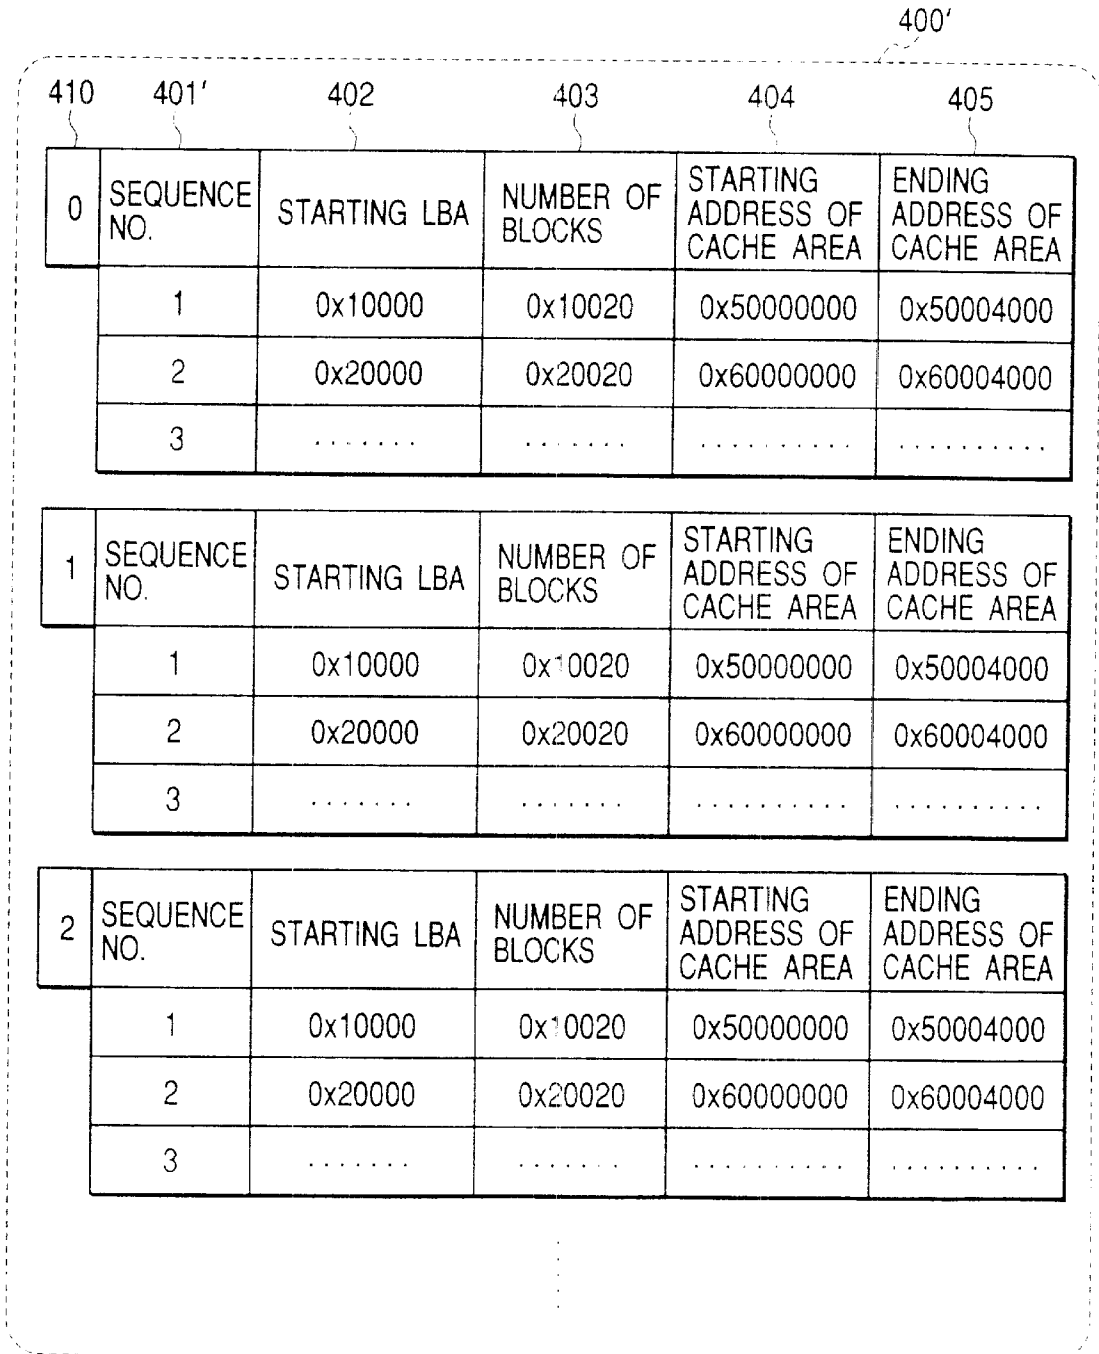 400'
410 401' 402 403 404 405
0 SEQUENCE NO. STARTING LBA NUMBER OF BLOCKS STARTING ADDRESS OF CACHE AREA ENDING ADDRESS OF CACHE AREA
1 0x10000 0x10020 0x50000000 0x50004000
2 0x20000 0x20020 0x60000000 0x60004000
3 ....... ....... .......... ..........
1 SEQUENCE NO. STARTING LBA NUMBER OF BLOCKS STARTING ADDRESS OF CACHE AREA ENDING ADDRESS OF CACHE AREA
1 0x10000 0x10020 0x50000000 0x50004000
2 0x20000 0x20020 0x60000000 0x60004000
3 ....... ....... .......... ..........
2 SEQUENCE NO. STARTING LBA NUMBER OF BLOCKS STARTING ADDRESS OF CACHE AREA ENDING ADDRESS OF CACHE AREA
1 0x10000 0x10020 0x50000000 0x50004000
2 0x20000 0x20020 0x60000000 0x60004000
3 ....... ....... .......... ..........